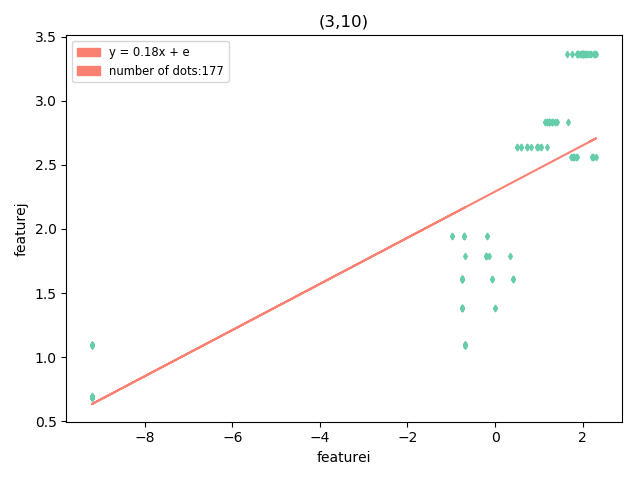 (3,10)
y = 0.18x + e
number of dots:177
3.5
3.0
2.5
2.0
1.5
1.0
0.5
featurej
−8 −6 −4 −2 0 2
featurei